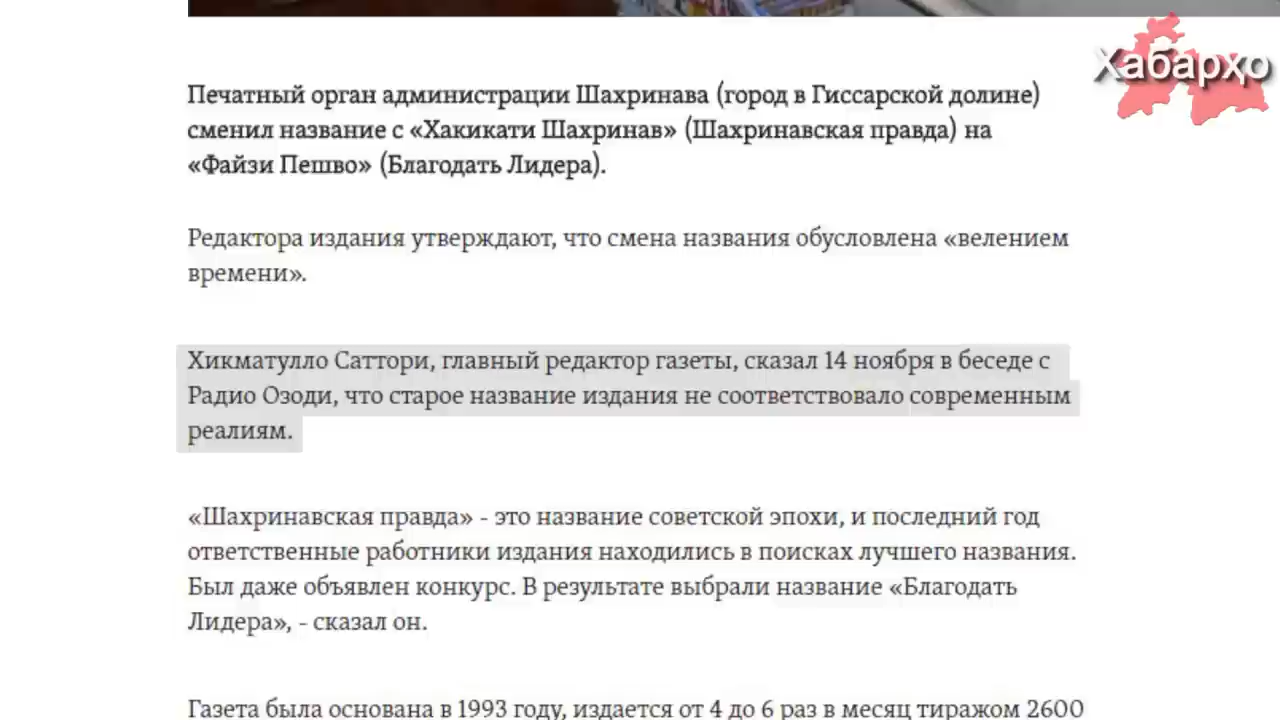 Хабарҳо
Печатный орган администрации Шахринава (город в Гиссарской долине)
сменил название с «Хакикати Шахринав» (Шахринавская правда) на
«Файзи Пешво» (Благодать Лидера).
Редактора издания утверждают, что смена названия обусловлена «велением
времени».
Хикматулло Саттори, главный редактор газеты, сказал 14 ноября в беседе с
Радио Озоди, что старое название издания не соответствовало современным
реалиям.
«Шахринавская правда» - это название советской эпохи, и последний год
ответственные работники издания находились в поисках лучшего названия.
Был даже объявлен конкурс. В результате выбрали название «Благодать
Лидера», - сказал он.
Газета была основана в 1993 году, издается от 4 до 6 раз в месяц тиражом 2600